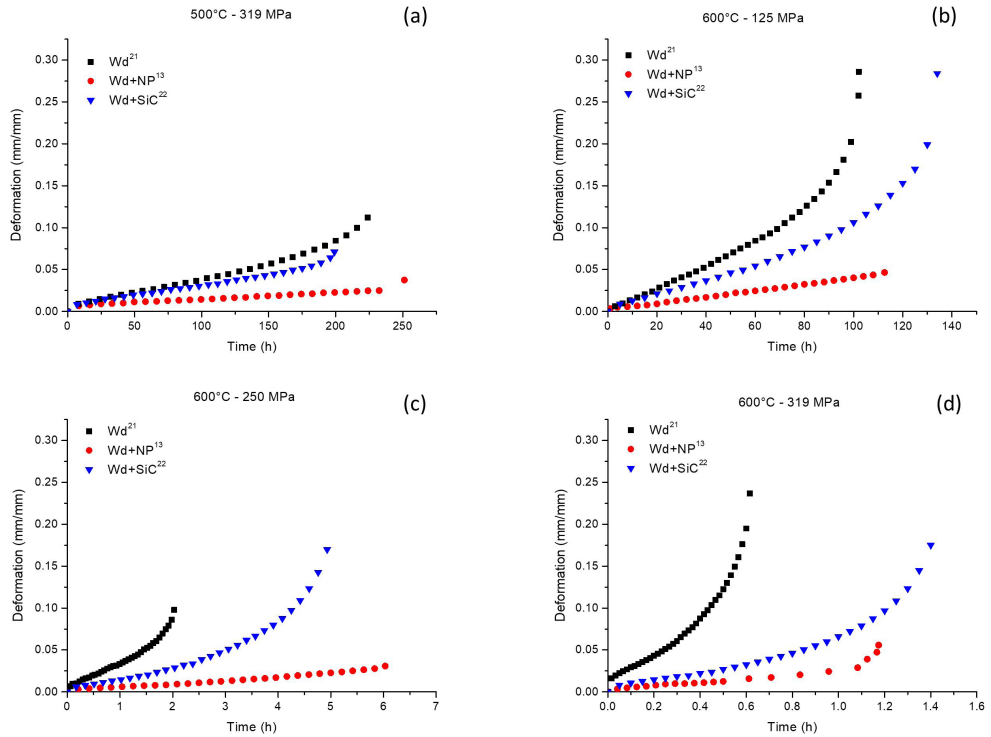 500°C - 319 MPa
(a)
0.30
0.25
0.20
0.15
0.10
0.05
0.00
Deformation (mm/mm)
Wd21
Wd+NP13
Wd+SiC22
0 50 100 150 200 250
Time (h)
600°C - 125 MPa
(b)
0.30
0.25
0.20
0.15
0.10
0.05
0.00
Deformation (mm/mm)
Wd21
Wd+NP13
Wd+SiC22
0 20 40 60 80 100 120 140
Time (h)
600°C - 250 MPa
(c)
0.30
0.25
0.20
0.15
0.10
0.05
0.00
Deformation (mm/mm)
Wd21
Wd+NP13
Wd+SiC22
0 1 2 3 4 5 6 7
Time (h)
600°C - 319 MPa
(d)
0.30
0.25
0.20
0.15
0.10
0.05
0.00
Deformation (mm/mm)
Wd21
Wd+NP13
Wd+SiC22
0.0 0.2 0.4 0.6 0.8 1.0 1.2 1.4 1.6
Time (h)